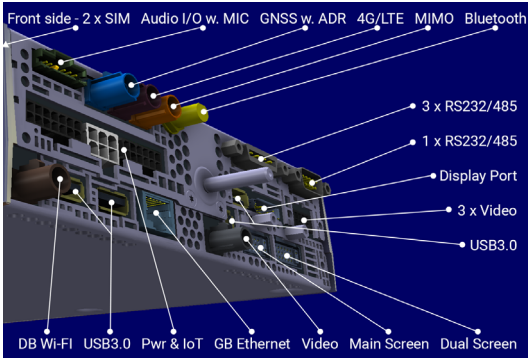 Front side - 2 x SIM Audio I/O w. MIC GNSS w. ADR 4G/LTE MIMO Bluetooth
3 x RS232/485
1 x RS232/485
Display Port
3 x Video
USB3.0
DB Wi-FI USB3.0 Pwr & IoT GB Ethernet Video Main Screen Dual Screen